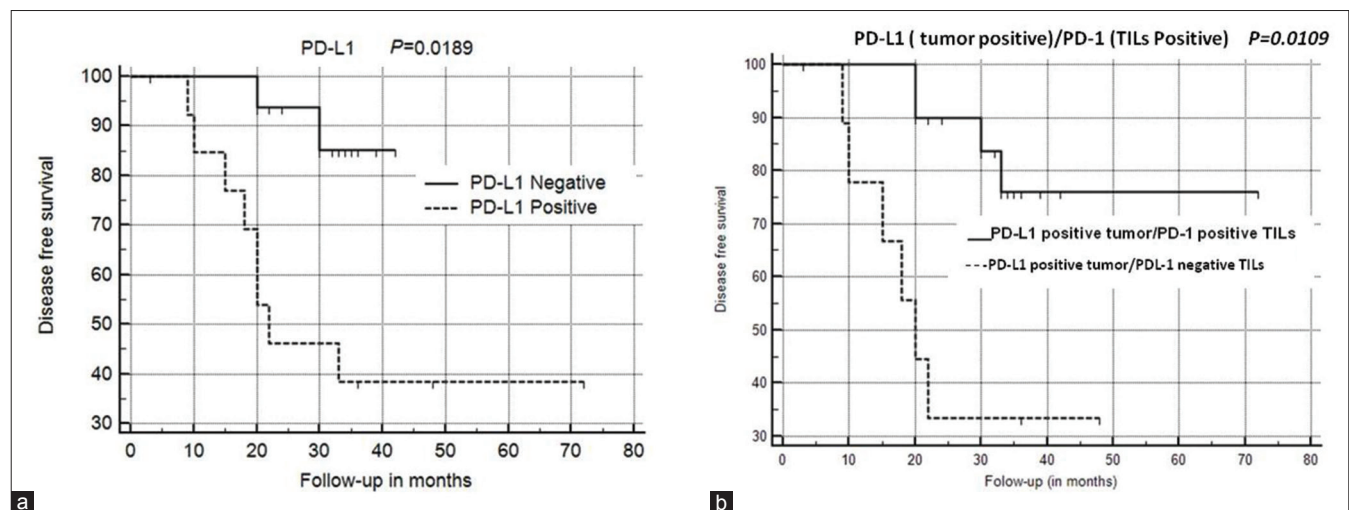 PD-L1 P=0.0189
100
90
80
70
60
50
40
30
Disease free survival
PD-L1 Negative
PD-L1 Positive
0 10 20 30 40 50 60 70 80
Follow-up in months
a
PD-L1 ( tumor positive)/PD-1 (TILs Positive) P=0.0109
100
90
80
70
60
50
40
30
Disease free survival
PD-L1 positive tumor/PD-1 positive TILs
PD-L1 positive tumor/PDL-1 negative TILs
0 10 20 30 40 50 60 70 80
Folow-up (in months)
b